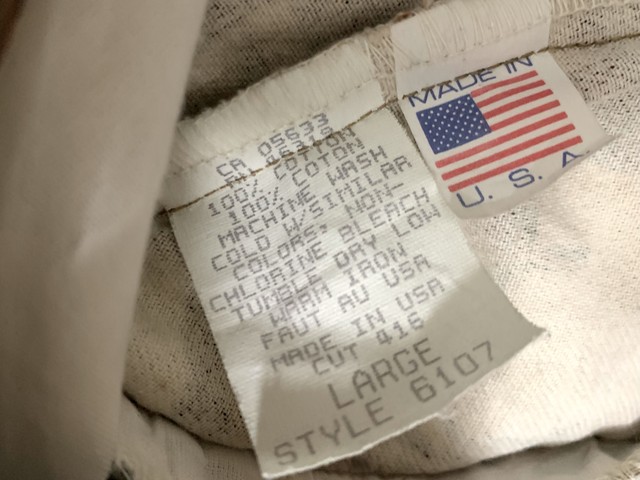 CA 05633
100% COTTON
100% COTON
MACHINE WASH
COLD W/SIMILAR
COLORS, NON-
CHLORINE BLEACH
TUMBLE DRY LOW
WARM IRON
FAUT AU USA
MADE IN USA
CUT 416
LARGE
STYLE 6107
MADE IN
U. S. A